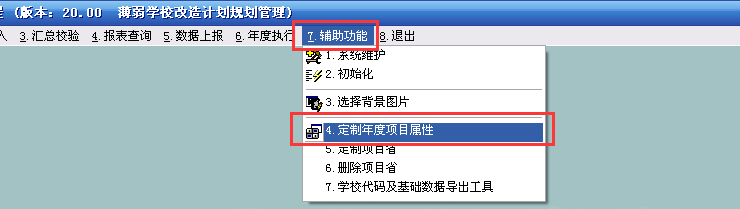 (版本: 20.00 薄弱学校改造计划规划管理)
入 3.汇总校验 4.报表查询 5.数据上报 6.年度执行 7.辅助功能 8.退出
1.系统维护
2.初始化
3.选择背景图片
4.定制年度项目属性
5.定制项目省
6.删除项目省
7.学校代码及基础数据导出工具